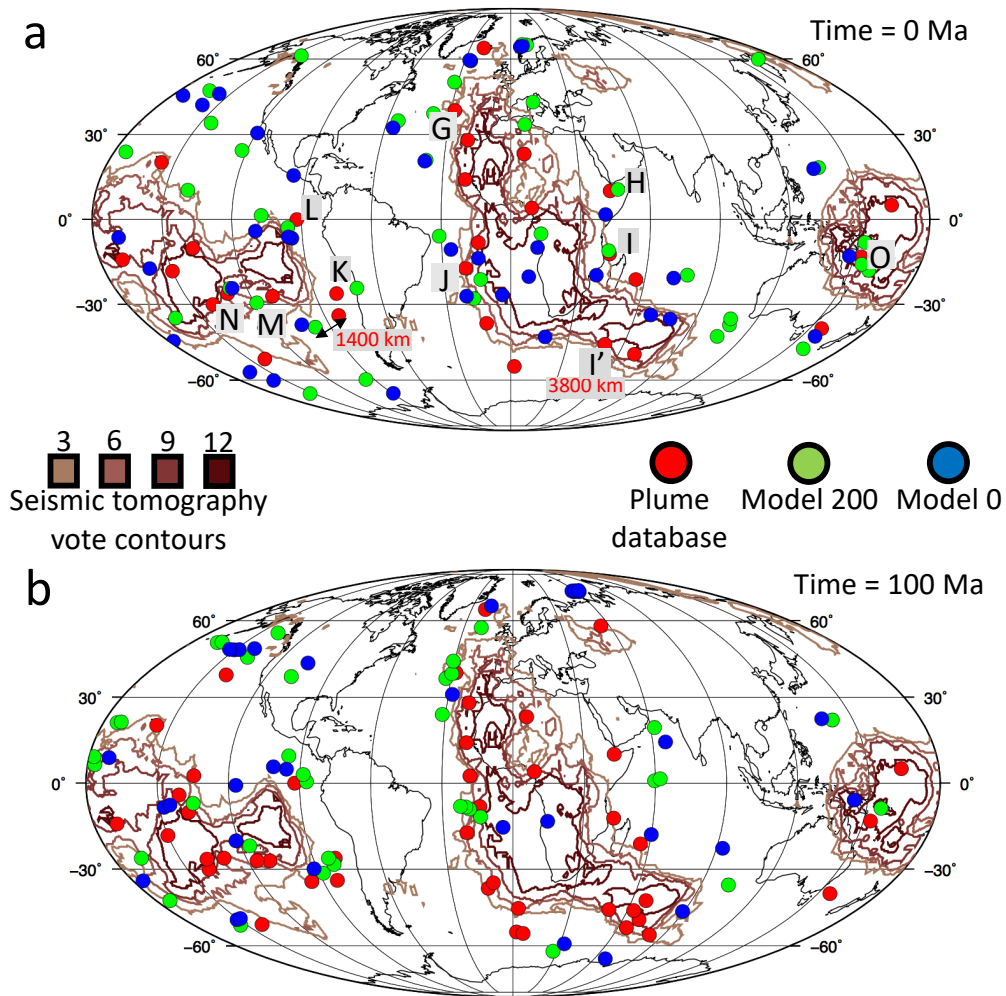 a
Time = 0 Ma
60°
60°
30°
30°
0°
0°
−30°
−30°
−60°
−60°
G
H
L
I
O
K
J
N
M
1400 km
I’
3800 km
3 6 9 12
Seismic tomography
vote contours
Plume
database
Model 200
Model 0
b
Time = 100 Ma
60°
60°
30°
30°
0°
0°
−30°
−30°
−60°
−60°